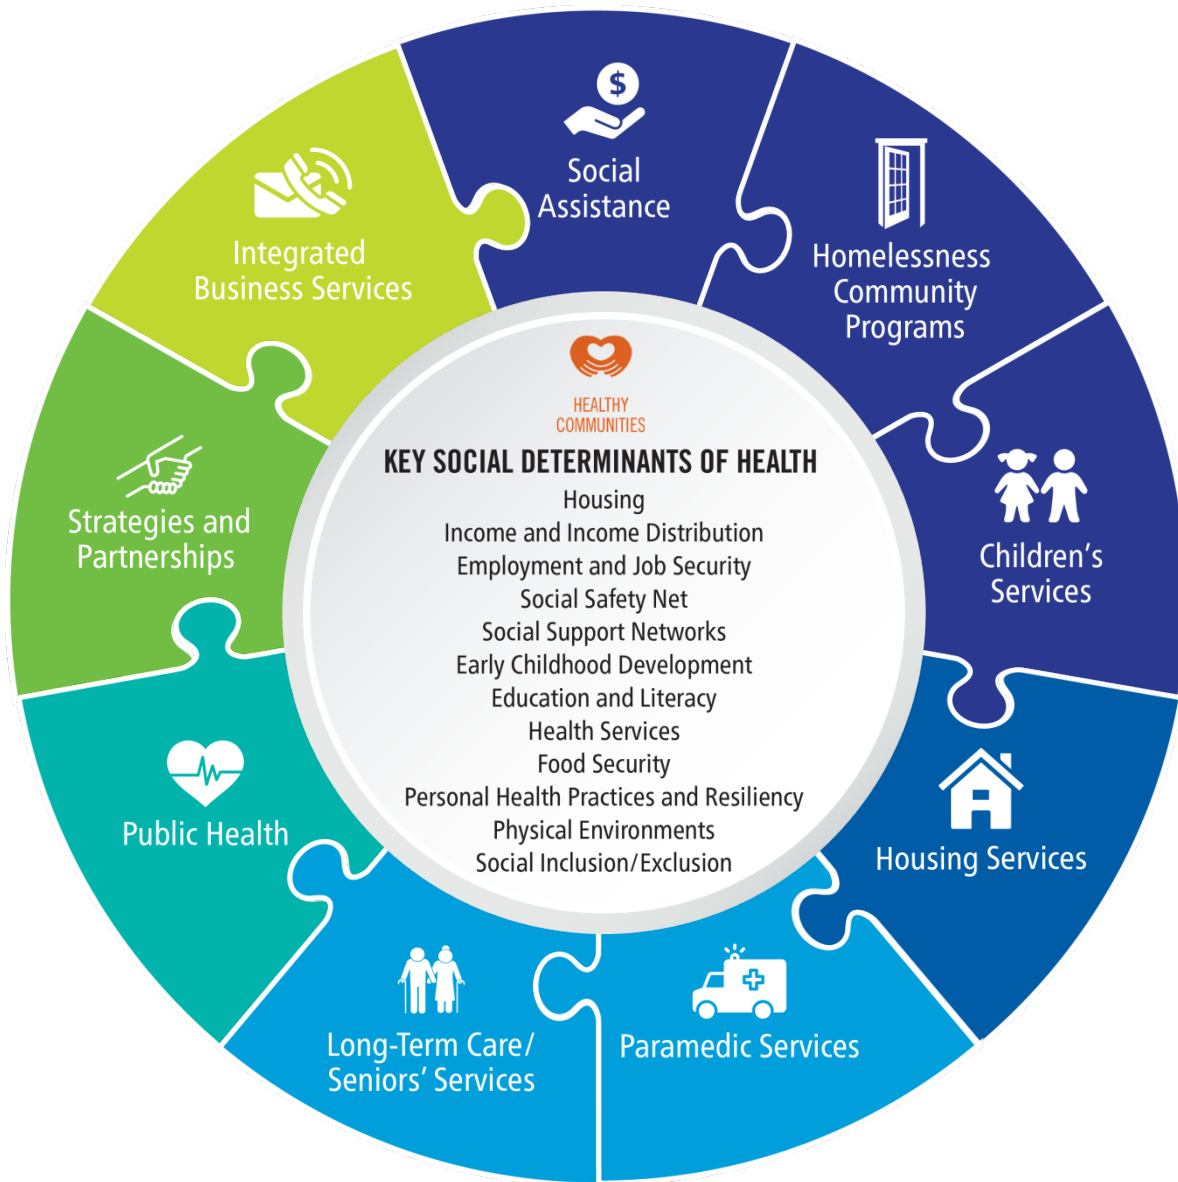 $
Social
Assistance
Homelessness
Community
Programs
Children’s
Services
Housing Services
Paramedic Services
Long-Term Care/
Seniors’ Services
Public Health
Strategies and
Partnerships
Integrated
Business Services
HEALTHY
COMMUNITIES
KEY SOCIAL DETERMINANTS OF HEALTH
Housing
Income and Income Distribution
Employment and Job Security
Social Safety Net
Social Support Networks
Early Childhood Development
Education and Literacy
Health Services
Food Security
Personal Health Practices and Resiliency
Physical Environments
Social Inclusion/Exclusion